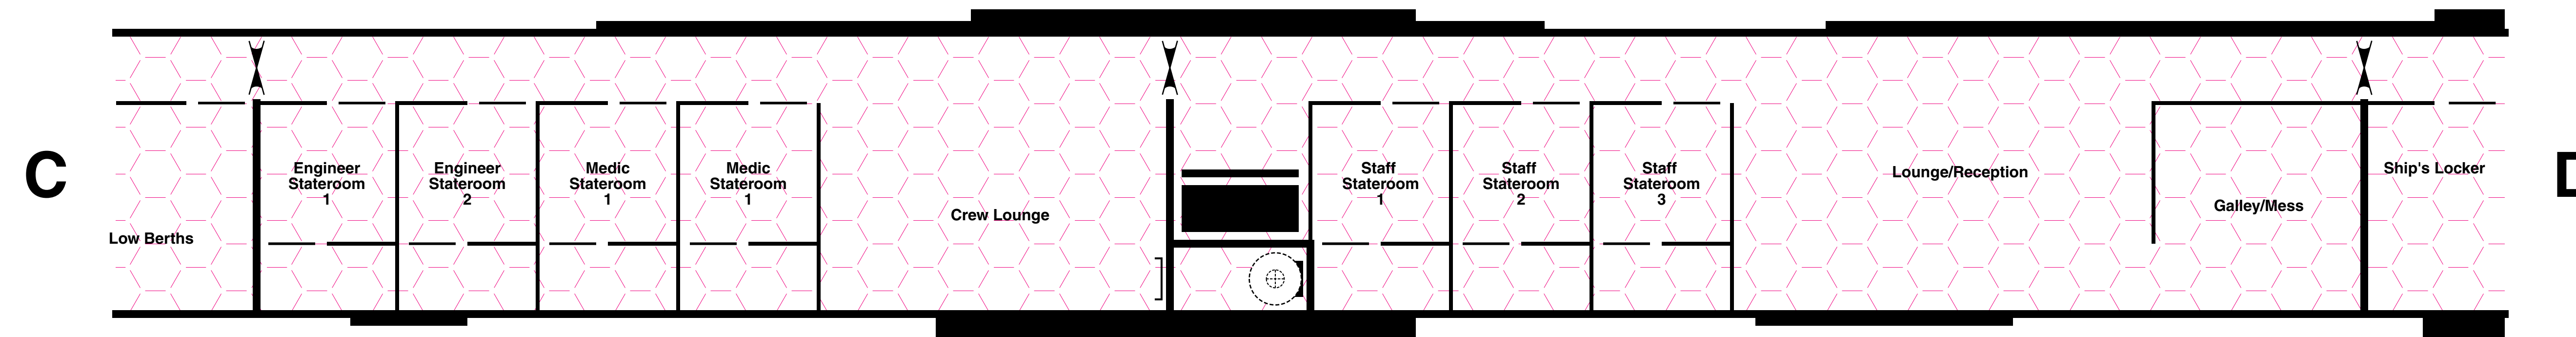 C
Low Berths
Engineer
Stateroom
1
Engineer
Stateroom
2
Medic
Stateroom
1
Medic
Stateroom
1
Crew Lounge
Staff
Stateroom
1
Staff
Stateroom
2
Staff
Stateroom
3
Lounge/Reception
Galley/Mess
Ship's Locker